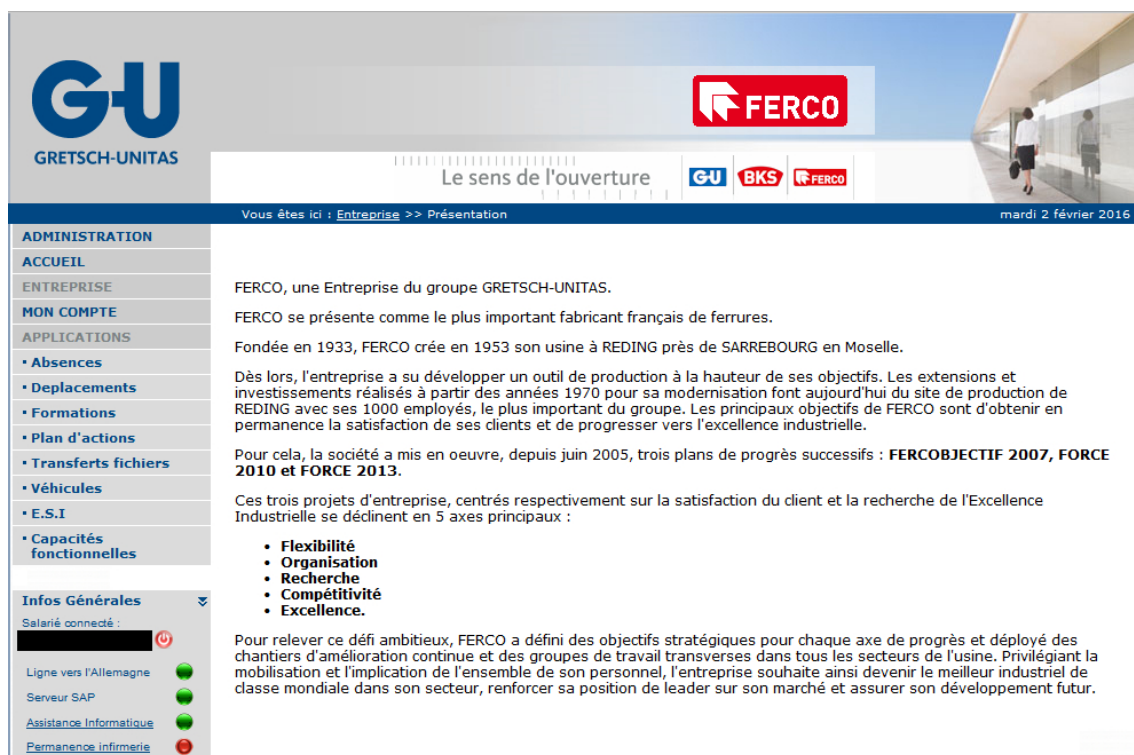 G-U
GRETSCH-UNITAS
FERCO
Le sens de l'ouverture
GU BKS FERCO
Vous êtes ici : Entreprise >> Présentation
mardi 2 février 2016
ADMINISTRATION
ACCUEIL
ENTREPRISE
MON COMPTE
APPLICATIONS
▪ Absences
▪ Deplacements
▪ Formations
▪ Plan d'actions
▪ Transferts fichiers
▪ Véhicules
▪ E.S.I
▪ Capacités
fonctionnelles
Infos Générales
Salarié connecté :
Ligne vers l'Allemagne
Serveur SAP
Assistance Informatique
Permanence infirmerie
FERCO, une Entreprise du groupe GRETSCH-UNITAS.
FERCO se présente comme le plus important fabricant français de ferrures.
Fondée en 1933, FERCO crée en 1953 son usine à REDING près de SARREBOURG en Moselle.
Dès lors, l'entreprise a su développer un outil de production à la hauteur de ses objectifs. Les extensions et
investissements réalisés à partir des années 1970 pour sa modernisation font aujourd'hui du site de production de
REDING avec ses 1000 employés, le plus important du groupe. Les principaux objectifs de FERCO sont d'obtenir en
permanence la satisfaction de ses clients et de progresser vers l'excellence industrielle.
Pour cela, la société a mis en oeuvre, depuis juin 2005, trois plans de progrès successifs : FERCOBJECTIF 2007, FORCE
2010 et FORCE 2013.
Ces trois projets d'entreprise, centrés respectivement sur la satisfaction du client et la recherche de l'Excellence
Industrielle se déclinent en 5 axes principaux :
• Flexibilité
• Organisation
• Recherche
• Compétitivité
• Excellence.
Pour relever ce défi ambitieux, FERCO a défini des objectifs stratégiques pour chaque axe de progrès et déployé des
chantiers d'amélioration continue et des groupes de travail transverses dans tous les secteurs de l'usine. Privilégiant la
mobilisation et l'implication de l'ensemble de son personnel, l'entreprise souhaite ainsi devenir le meilleur industriel de
classe mondiale dans son secteur, renforcer sa position de leader sur son marché et assurer son développement futur.